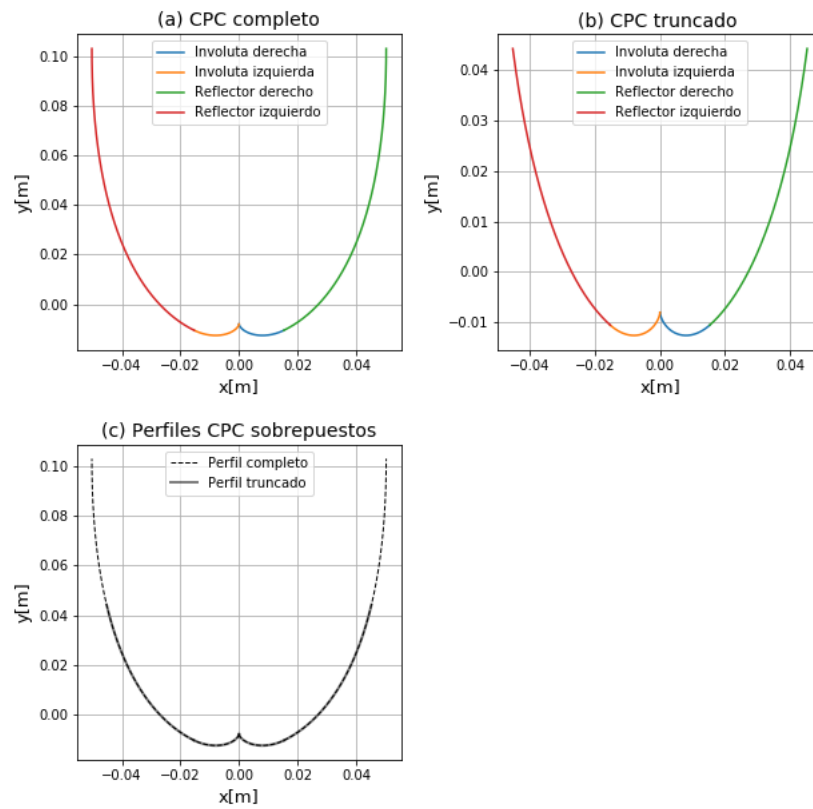 (a) CPC completo
Involuta derecha
Involuta izquierda
Reflector derecho
Reflector izquierdo
0.10
0.08
0.06
0.04
0.02
0.00
y[m]
−0.04
−0.02
0.00
0.02
0.04
x[m]
(b) CPC truncado
Involuta derecha
Involuta izquierda
Reflector derecho
Reflector izquierdo
0.04
0.03
0.02
0.01
0.00
−0.01
y[m]
−0.04
−0.02
0.00
0.02
0.04
x[m]
(c) Perfiles CPC sobrepuestos
Perfil completo
Perfil truncado
0.10
0.08
0.06
0.04
0.02
0.00
y[m]
−0.04
−0.02
0.00
0.02
0.04
x[m]